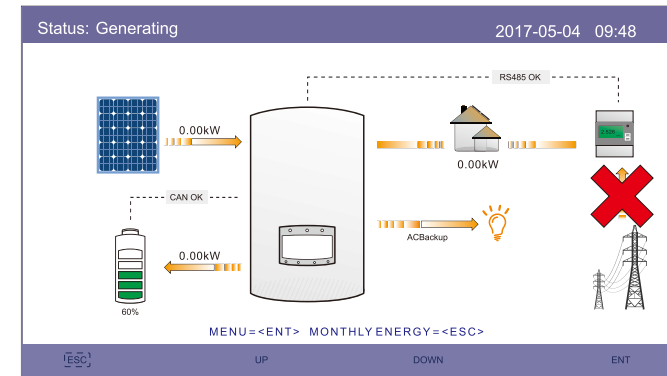 Status: Generating
2017-05-04 09:48
RS485 OK
0.00kW
0.00kW
CAN OK
ACBackup
0.00kW
60%
MENU=<ENT> MONTHLY ENERGY=<ESC>
ESC UP DOWN ENT